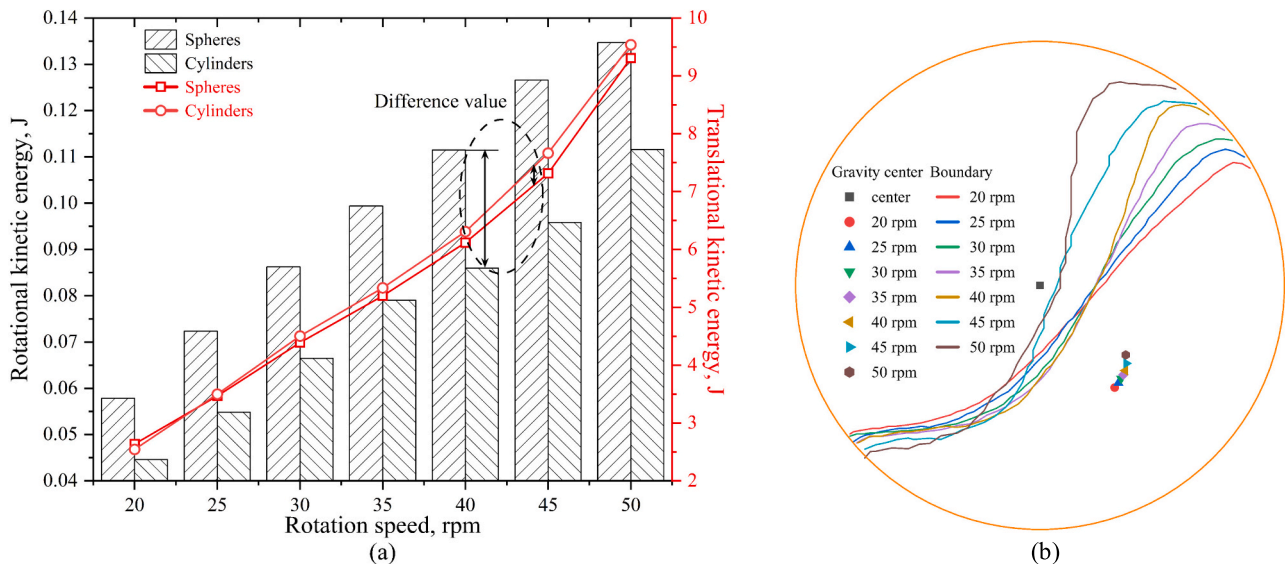 0.14
0.13
0.12
0.11
0.10
0.09
0.08
0.07
0.06
0.05
0.04
Rotational kinetic energy, J
Spheres
Cylinders
Spheres
Cylinders
Difference value
10
9
8
7
6
5
4
3
2
Translational kinetic energy, J
20 25 30 35 40 45 50
Rotation speed, rpm
(a)
Gravity center Boundary
center 20 rpm
20 rpm 25 rpm
25 rpm 30 rpm
30 rpm 35 rpm
35 rpm 40 rpm
40 rpm 45 rpm
45 rpm 50 rpm
50 rpm
(b)